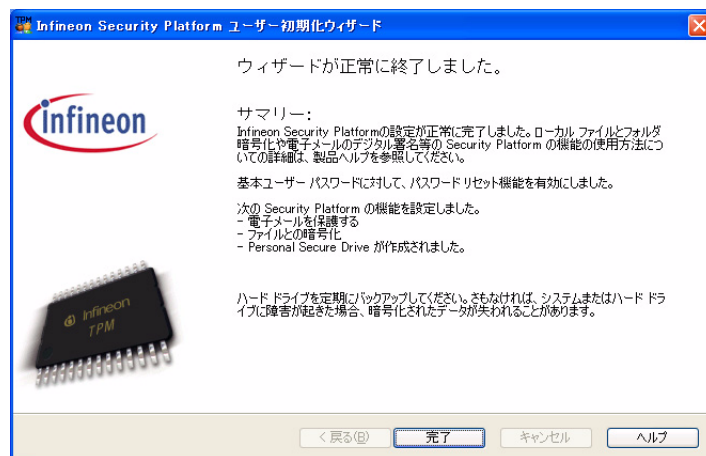 TPM
Infineon Security Platform ユーザー初期化ウィザード
infineon
ウィザードが正常に終了しました。
サマリー:
Infineon Security Platformの設定が正常に完了しました。ローカル ファイルとフォルダ
暗号化や電子メールのデジタル署名等の Security Platform の機能の使用方法につ
いての詳細は、製品ヘルプを参照してください。
基本ユーザー パスワードに対して、パスワード リセット機能を有効にしました。
次の Security Platform の機能を設定しました。
- 電子メールを保護する
- ファイルとの暗号化
- Personal Secure Drive が作成されました。
Infineon
TPM
ハード ドライブを定期にバックアップしてください。さもなければ、システムまたはハード ドラ
イブに障害が起きた場合、暗号化されたデータが失われることがあります。
< 戻る(B)
完了
キャンセル
ヘルプ